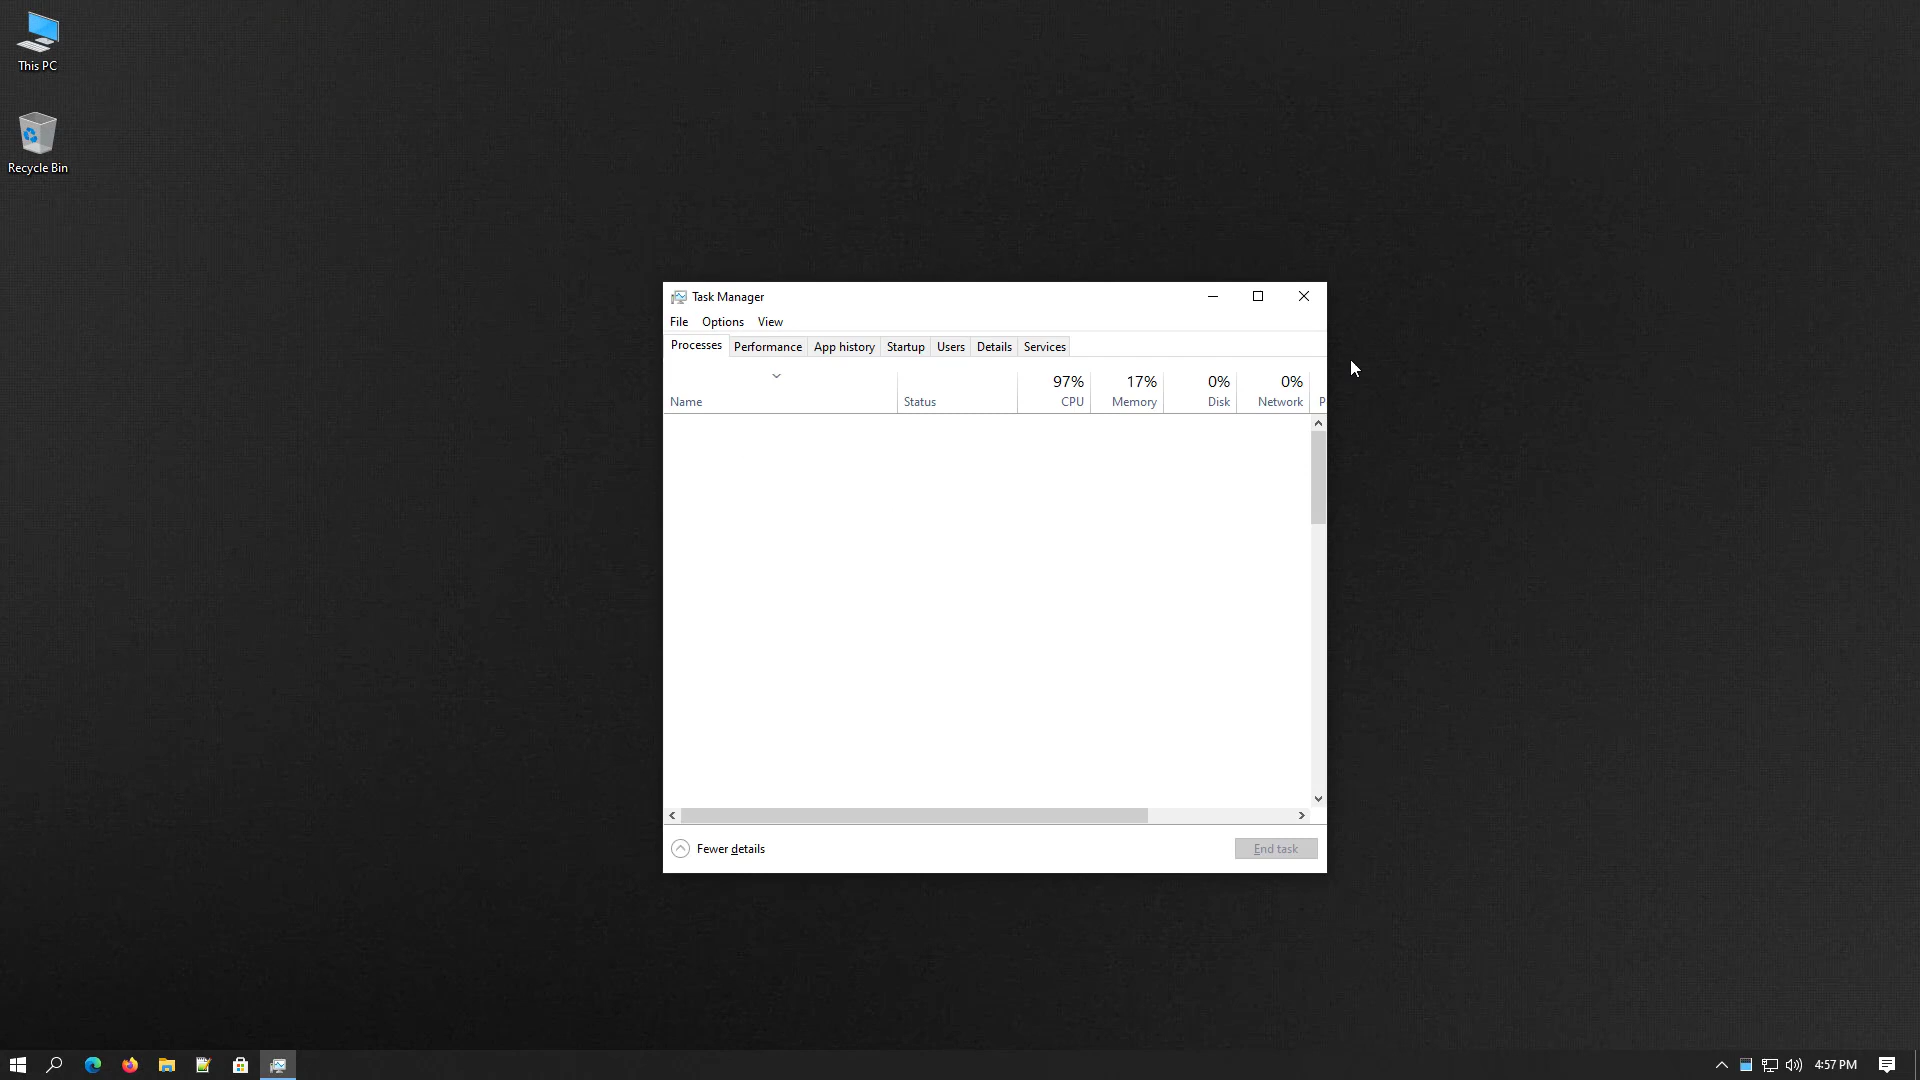 This PC
Recycle Bin
Task Manager
File Options View
Processes Performance App history Startup Users Details Services
97% 17% 0% 0%
Name Status CPU Memory Disk Network P
Fewer details End task
4:57 PM